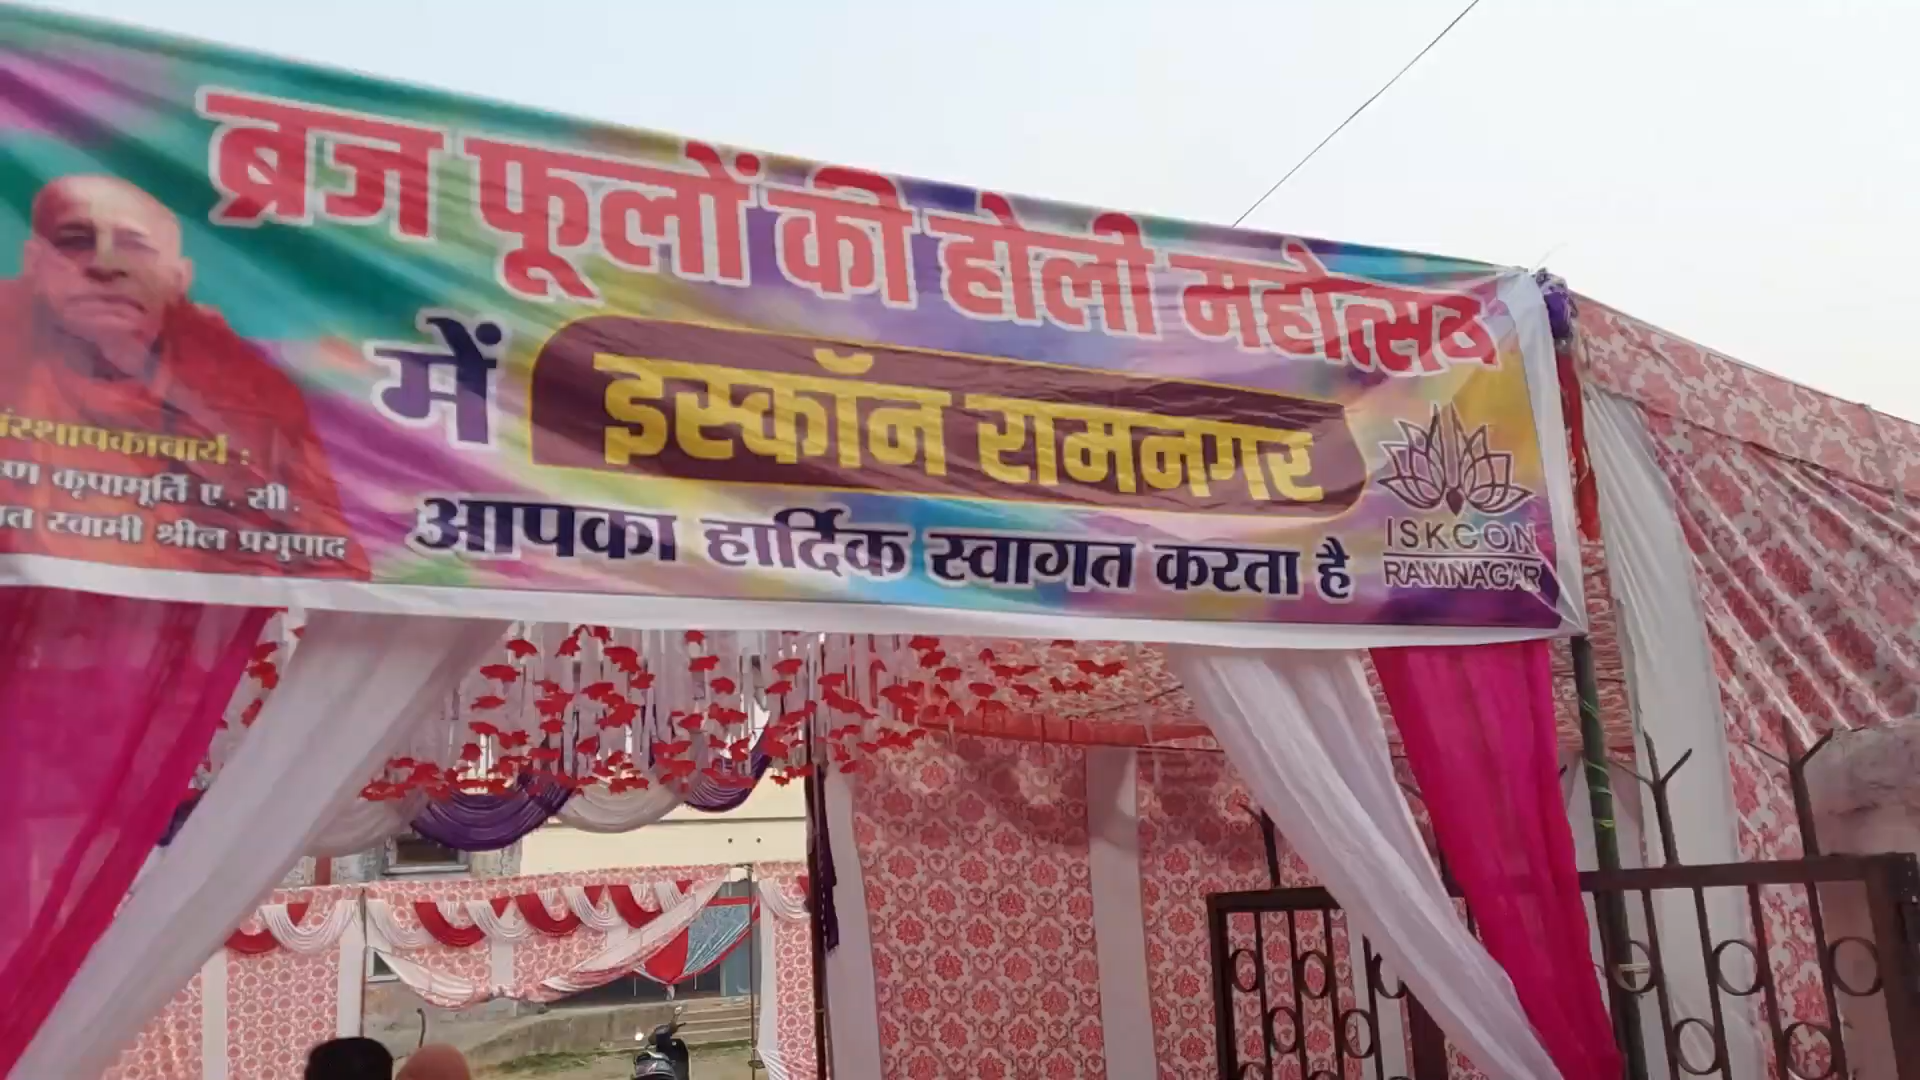 ब्रज फूलों की होली महोत्सव
में इस्कॉन रामनगर
आपका हार्दिक स्वागत करता है
कृपामूर्ति ए. सी.
स्वामी श्रील प्रभुपाद
ISKCON
RAMNAGAR